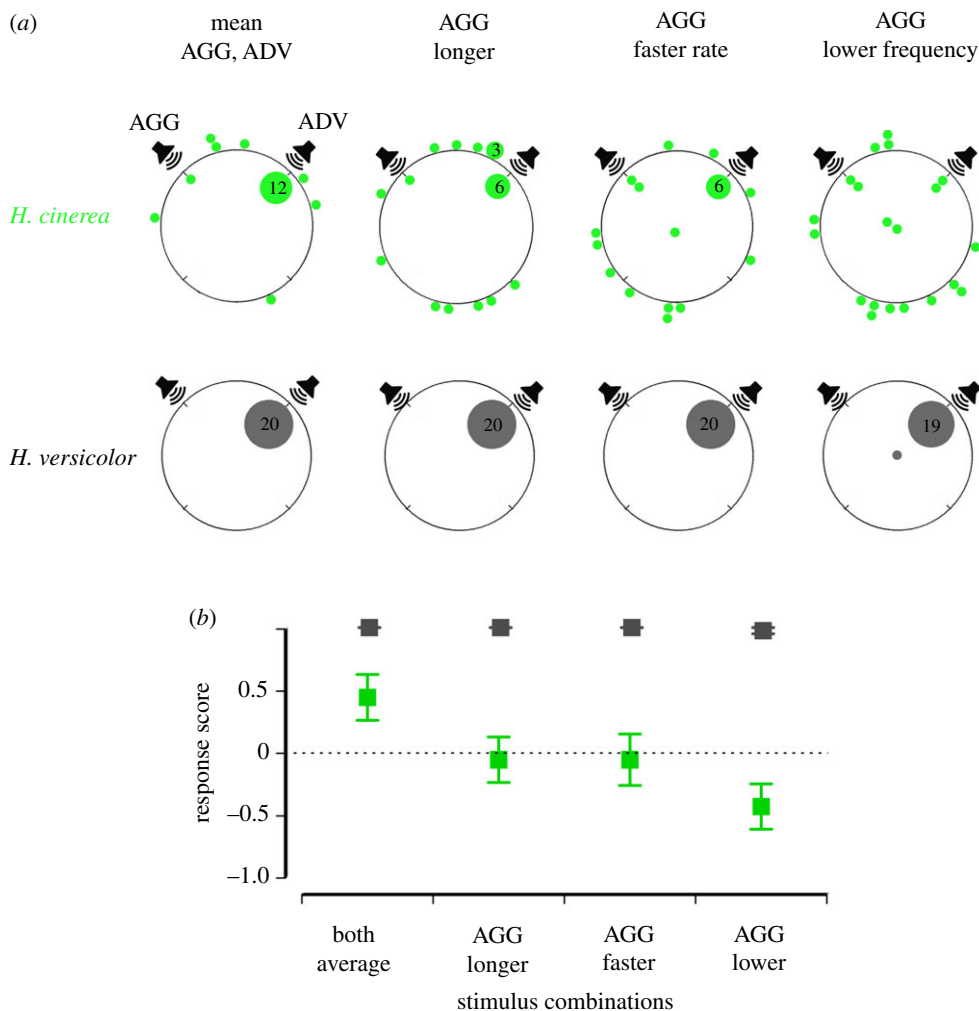 (a)
mean
AGG, ADV
AGG
longer
AGG
faster rate
AGG
lower frequency
AGG
ADV
H. cinerea
12
3
6
6
H. versicolor
20
20
20
19
(b)
response score
0.5
0
–0.5
–1.0
both
average
AGG
longer
AGG
faster
AGG
lower
stimulus combinations